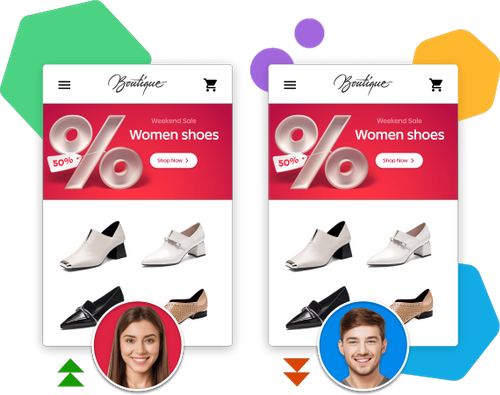 Boutique
Weekend Sale
Women shoes
50%
Shop Now
%
Boutique
Weekend Sale
Women shoes
50%
Shop Now
%